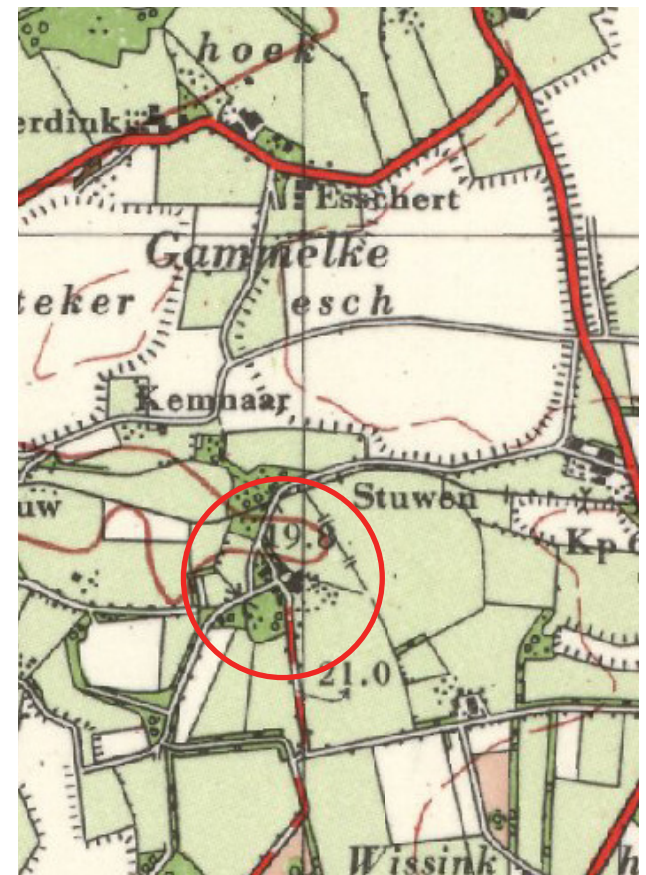 hoek
erdink
Esschert
Gammelke
teker esch
Kemnaar
Stuwen
uw
19.8
Kp
21.0
Wissink
h